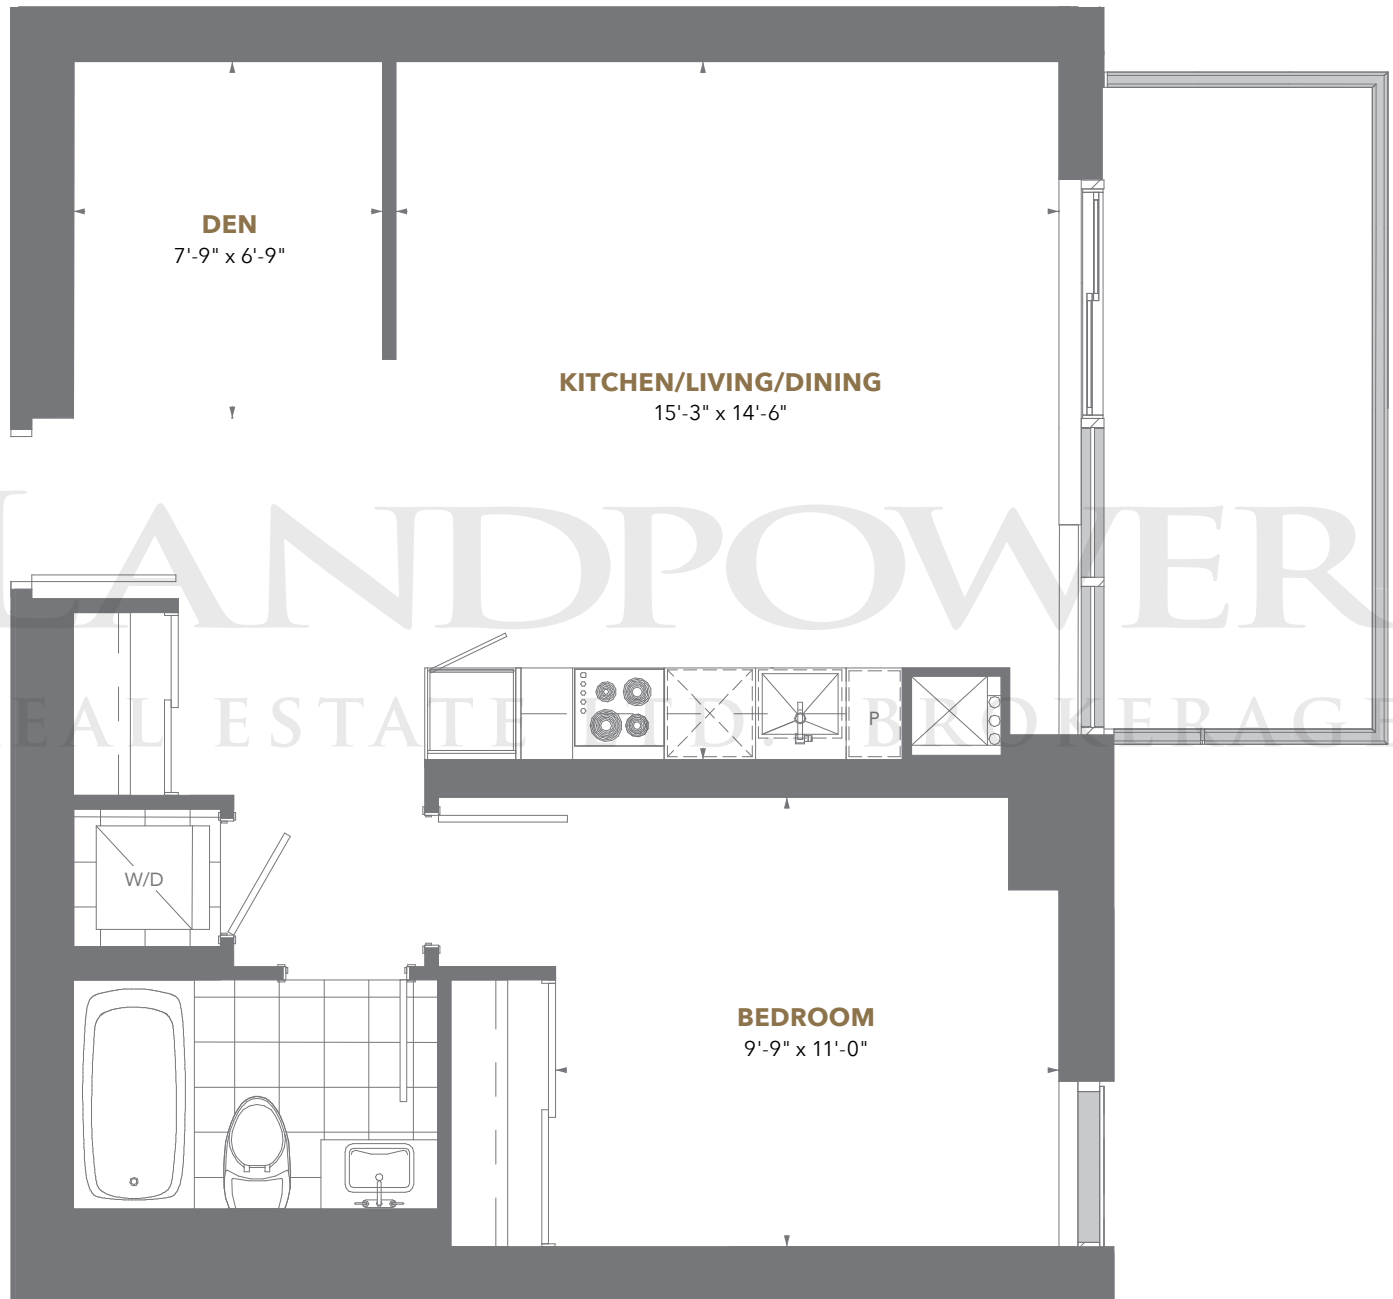 DEN
7'-9" x 6'-9"
KITCHEN/LIVING/DINING
15'-3" x 14'-6"
LANDPOWER
REAL ESTATE LTD. BROKERAGE
P
W/D
BEDROOM
9'-9" x 11'-0"